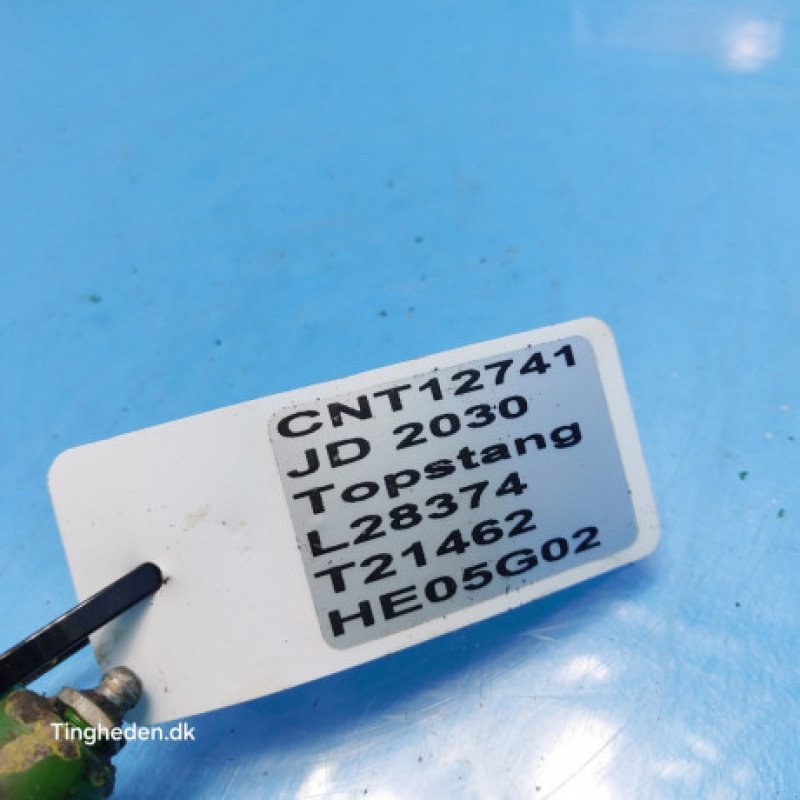 CNT12741
JD 2030
Topstang
L28374
T21462
HE05G02
Tingheden.dk